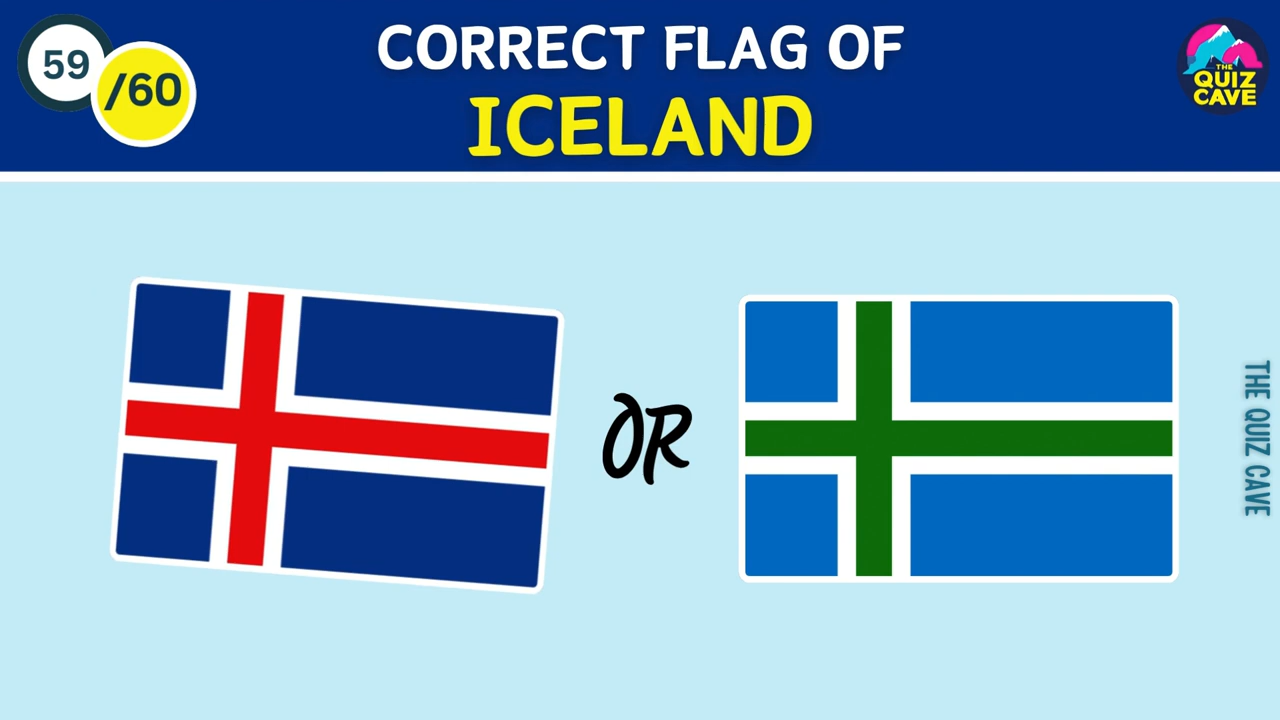 59
/60
CORRECT FLAG OF
ICELAND
THE
QUIZ
CAVE
OR
THE QUIZ CAVE